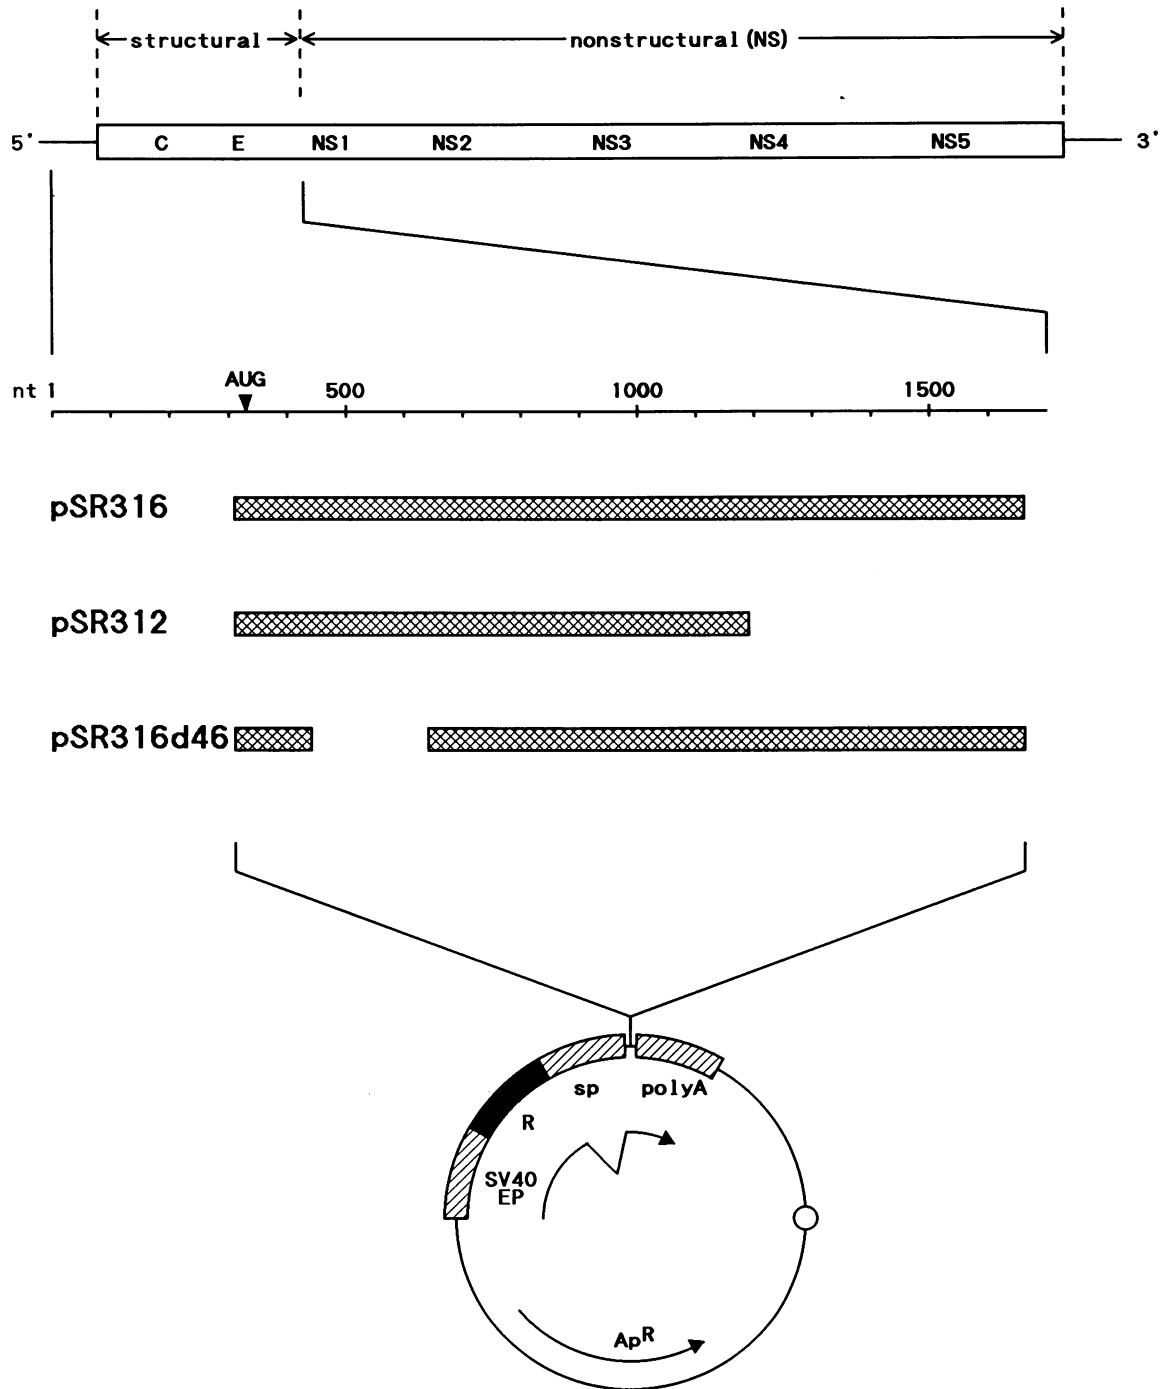 structural nonstructural (NS)
5' C E NS1 NS2 NS3 NS4 NS5 3'
AUG
nt 1 500 1000 1500
pSR316
pSR312
pSR316d46
sp polyA
R
SV40
EP
ApR